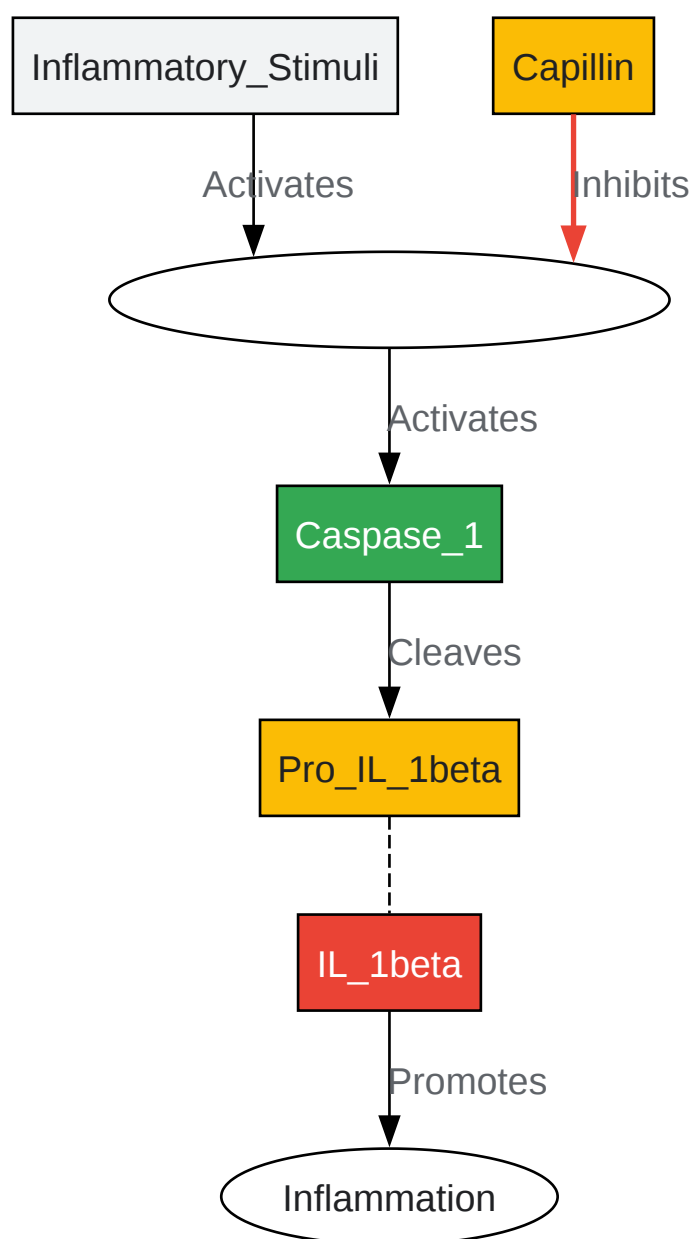 Inflammatory_Stimuli
Capillin
Activates
Inhibits
Activates
Caspase_1
Cleaves
Pro_IL_1beta
IL_1beta
Promotes
Inflammation